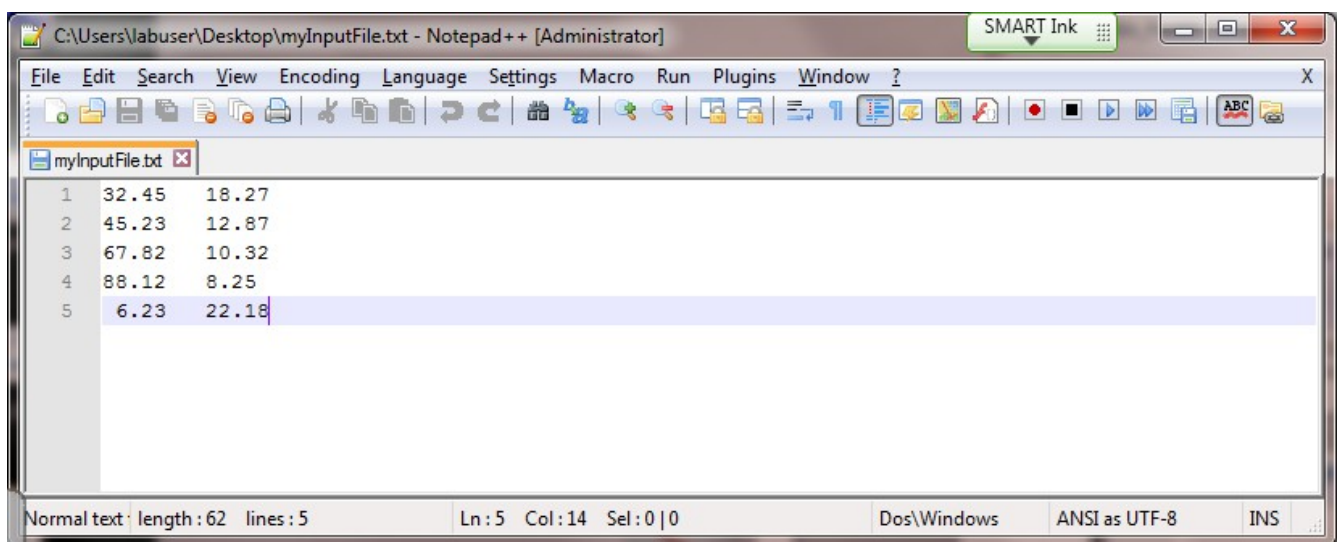 C:\Users\labuser\Desktop\myInputFile.txt - Notepad++ [Administrator]
SMART Ink
File Edit Search View Encoding Language Settings Macro Run Plugins Window ? X
ABC
myInputFile.txt
1 32.45 18.27
2 45.23 12.87
3 67.82 10.32
4 88.12 8.25
5 6.23 22.18
Normal text length : 62 lines : 5 Ln : 5 Col : 14 Sel : 0 | 0 Dos\Windows ANSI as UTF-8 INS